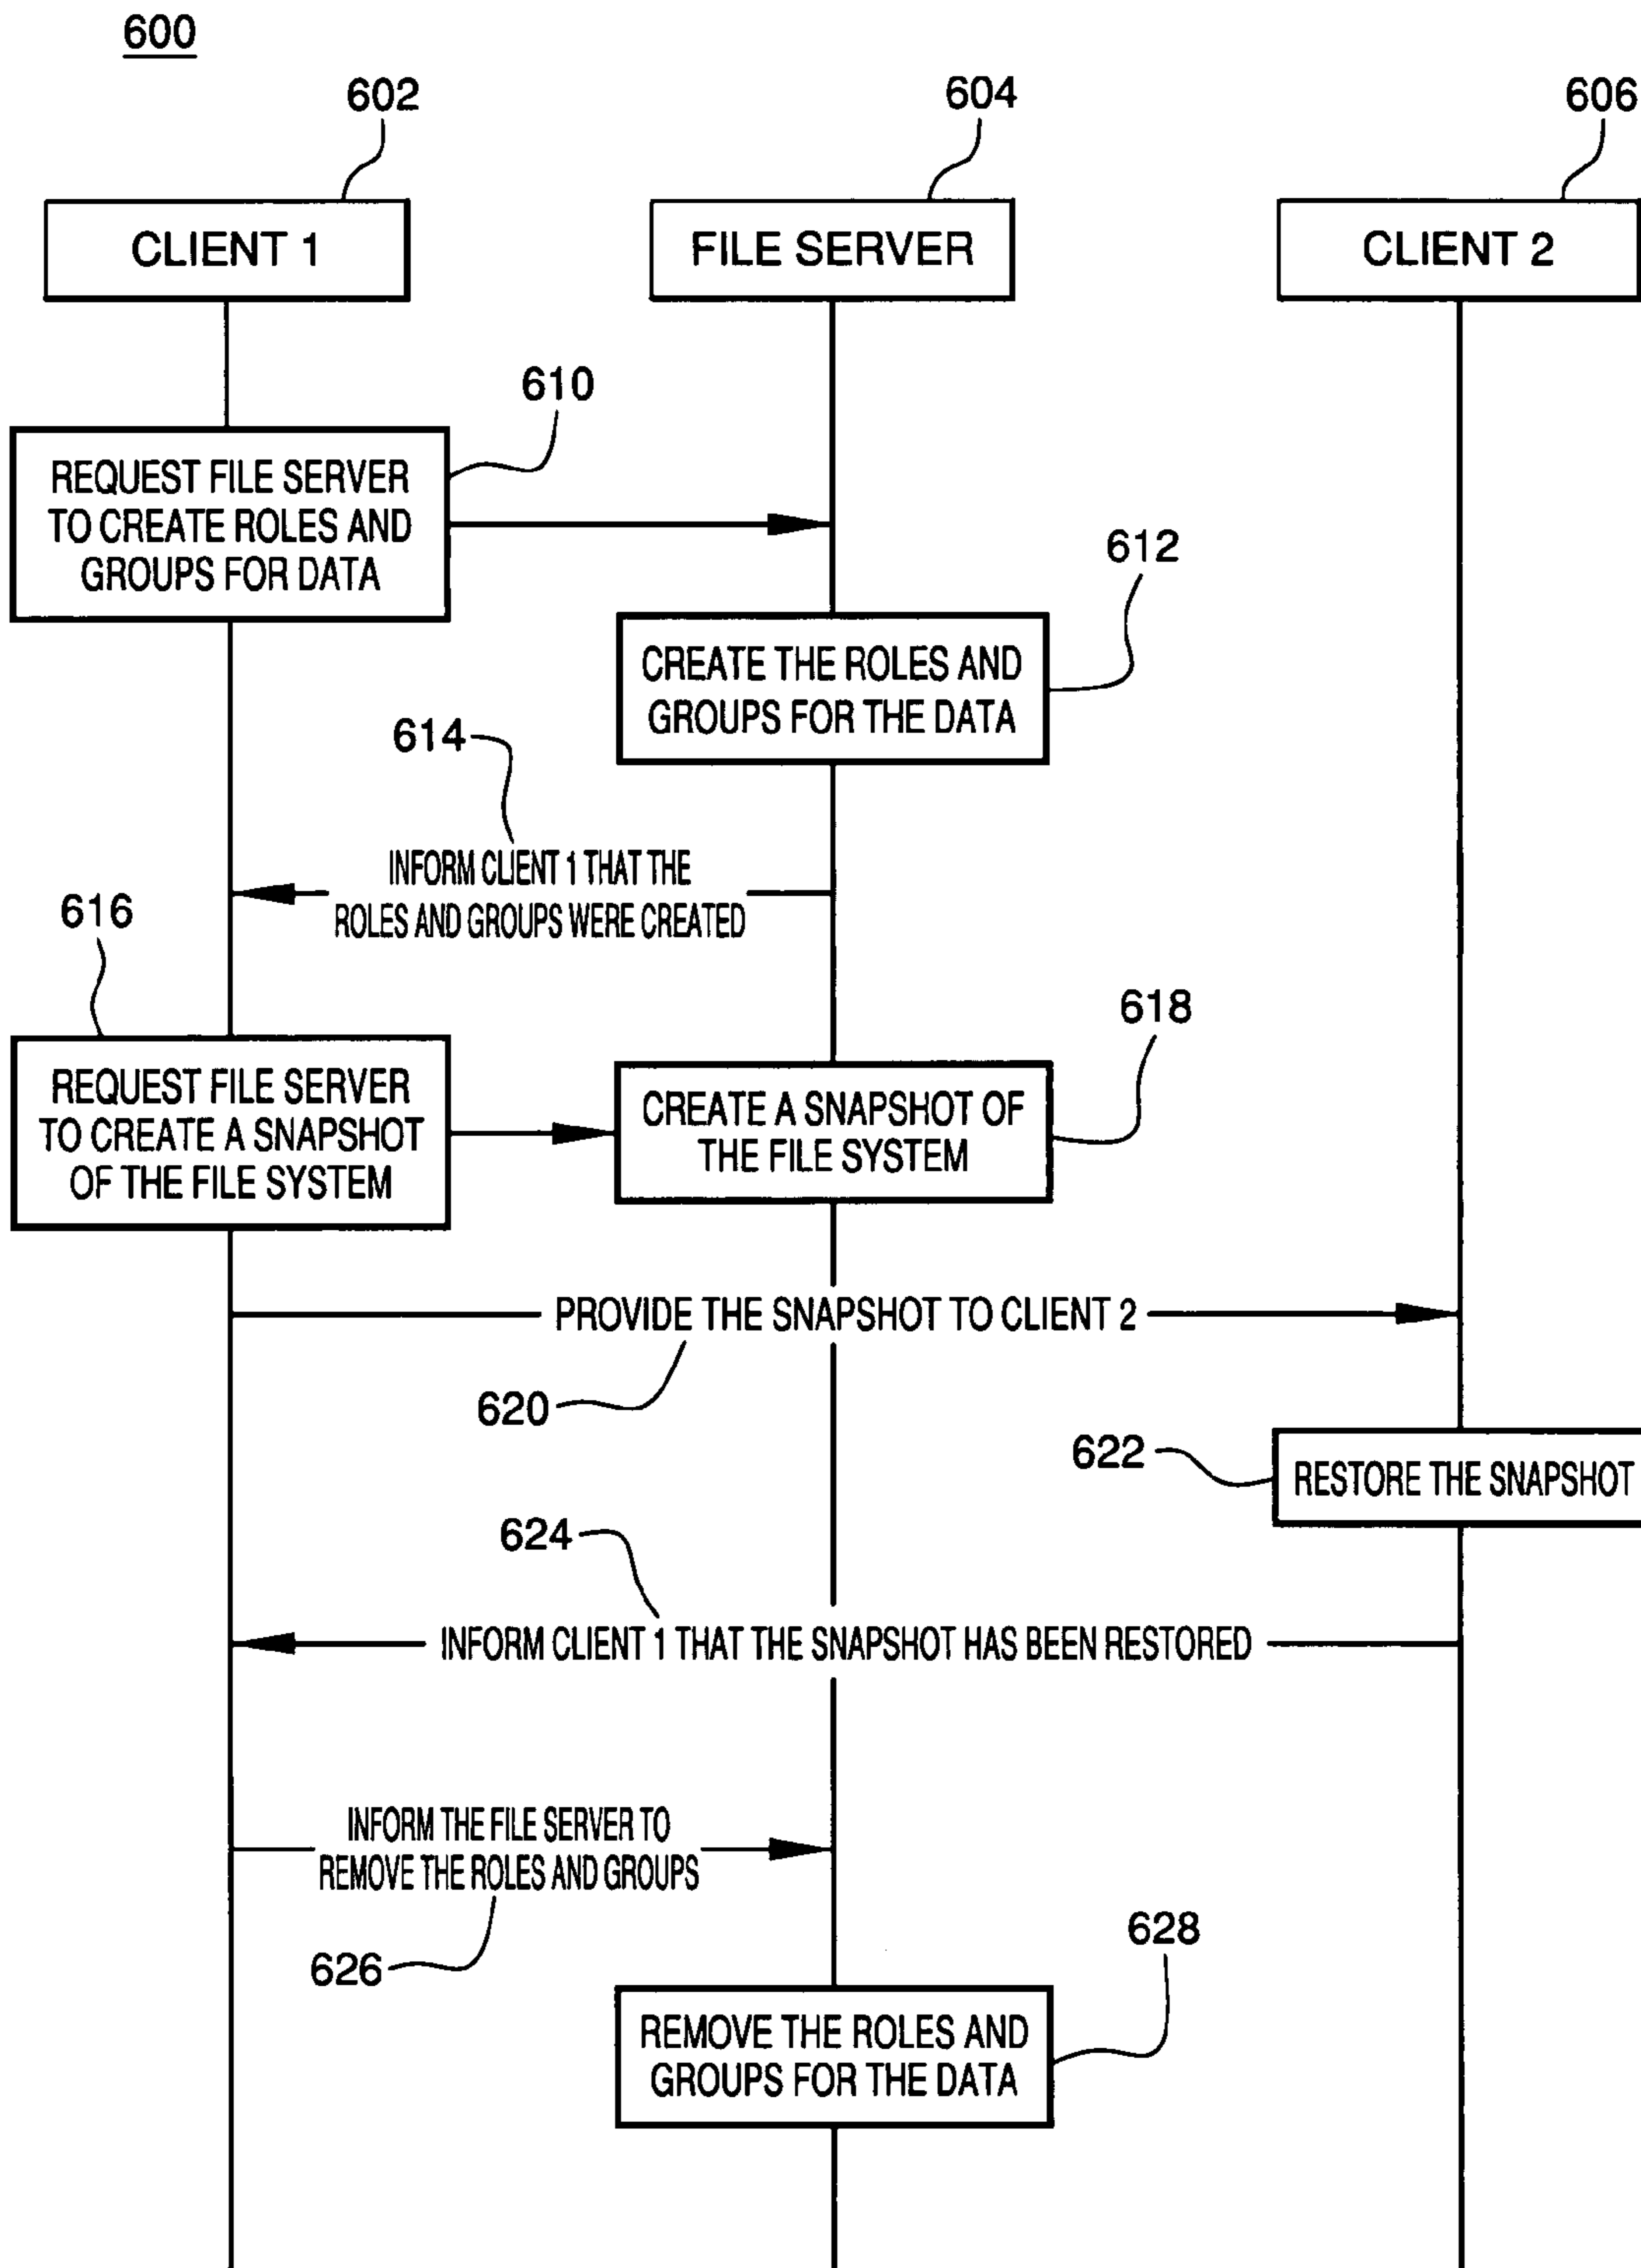 600
602
604
606
CLIENT 1
FILE SERVER
CLIENT 2
610
REQUEST FILE SERVER
TO CREATE ROLES AND
GROUPS FOR DATA
612
CREATE THE ROLES AND
GROUPS FOR THE DATA
614
INFORM CLIENT 1 THAT THE
ROLES AND GROUPS WERE CREATED
616
REQUEST FILE SERVER
TO CREATE A SNAPSHOT
OF THE FILE SYSTEM
618
CREATE A SNAPSHOT OF
THE FILE SYSTEM
PROVIDE THE SNAPSHOT TO CLIENT 2
620
622
RESTORE THE SNAPSHOT
624
INFORM CLIENT 1 THAT THE SNAPSHOT HAS BEEN RESTORED
INFORM THE FILE SERVER TO
REMOVE THE ROLES AND GROUPS
626
628
REMOVE THE ROLES AND
GROUPS FOR THE DATA